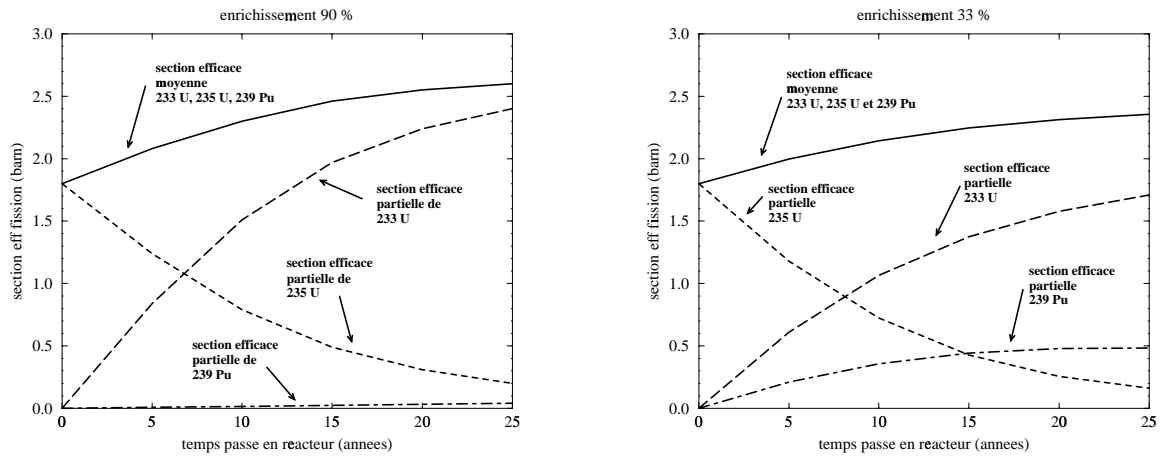 enrichissement 90 %
3.0
2.5
2.0
1.5
1.0
0.5
0.0
section eff fission (barn)
section efficace
moyenne
233 U, 235 U, 239 Pu
section efficace
partielle de
233 U
section efficace
partielle de
235 U
section efficace
partielle de
239 Pu
0 5 10 15 20 25
temps passe en reacteur (annees)
enrichissement 33 %
3.0
2.5
2.0
1.5
1.0
0.5
0.0
section eff fission (barn)
section efficace
moyenne
233 U, 235 U et 239 Pu
section efficace
partielle
235 U
section efficace
partielle
233 U
section efficace
partielle
239 Pu
0 5 10 15 20 25
temps passe en reacteur (annees)